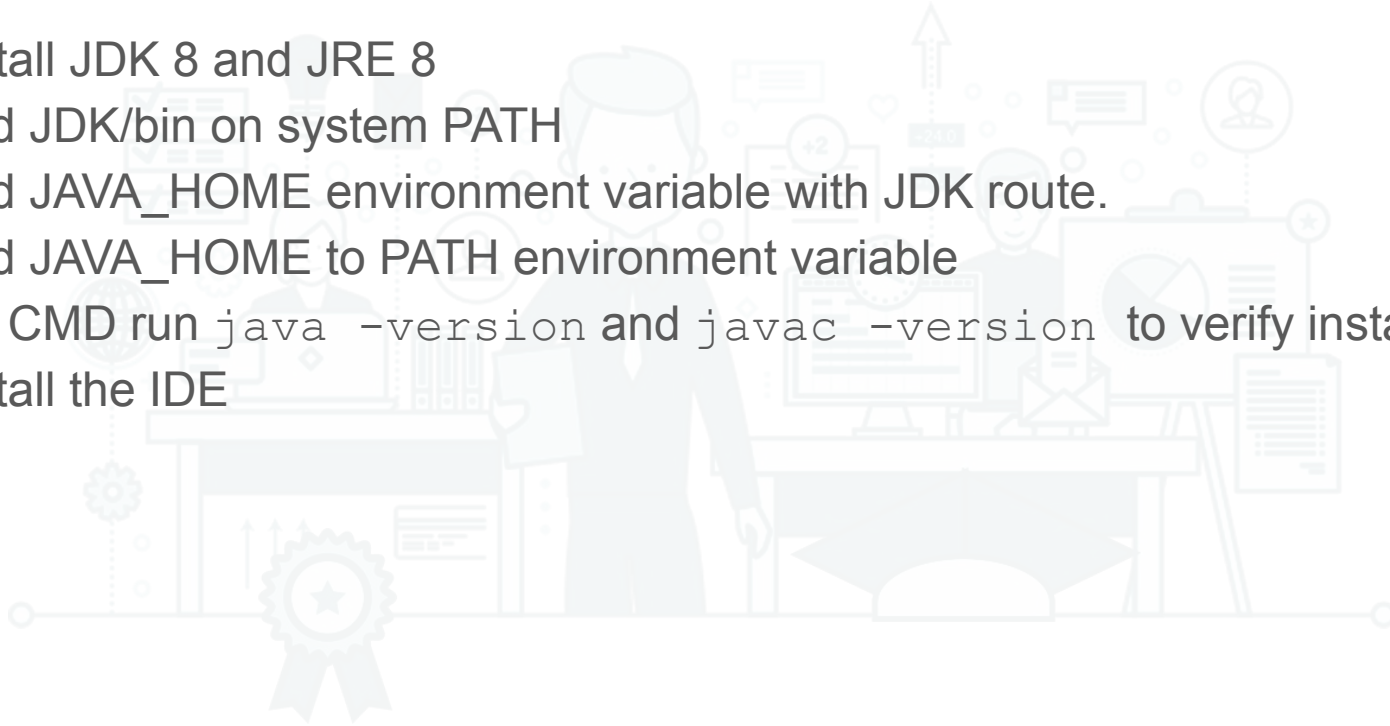 tall JDK 8 and JRE 8
d JDK/bin on system PATH
d JAVA_HOME environment variable with JDK route.
d JAVA_HOME to PATH environment variable
CMD run java -version and javac -version to verify insta
tall the IDE
+2